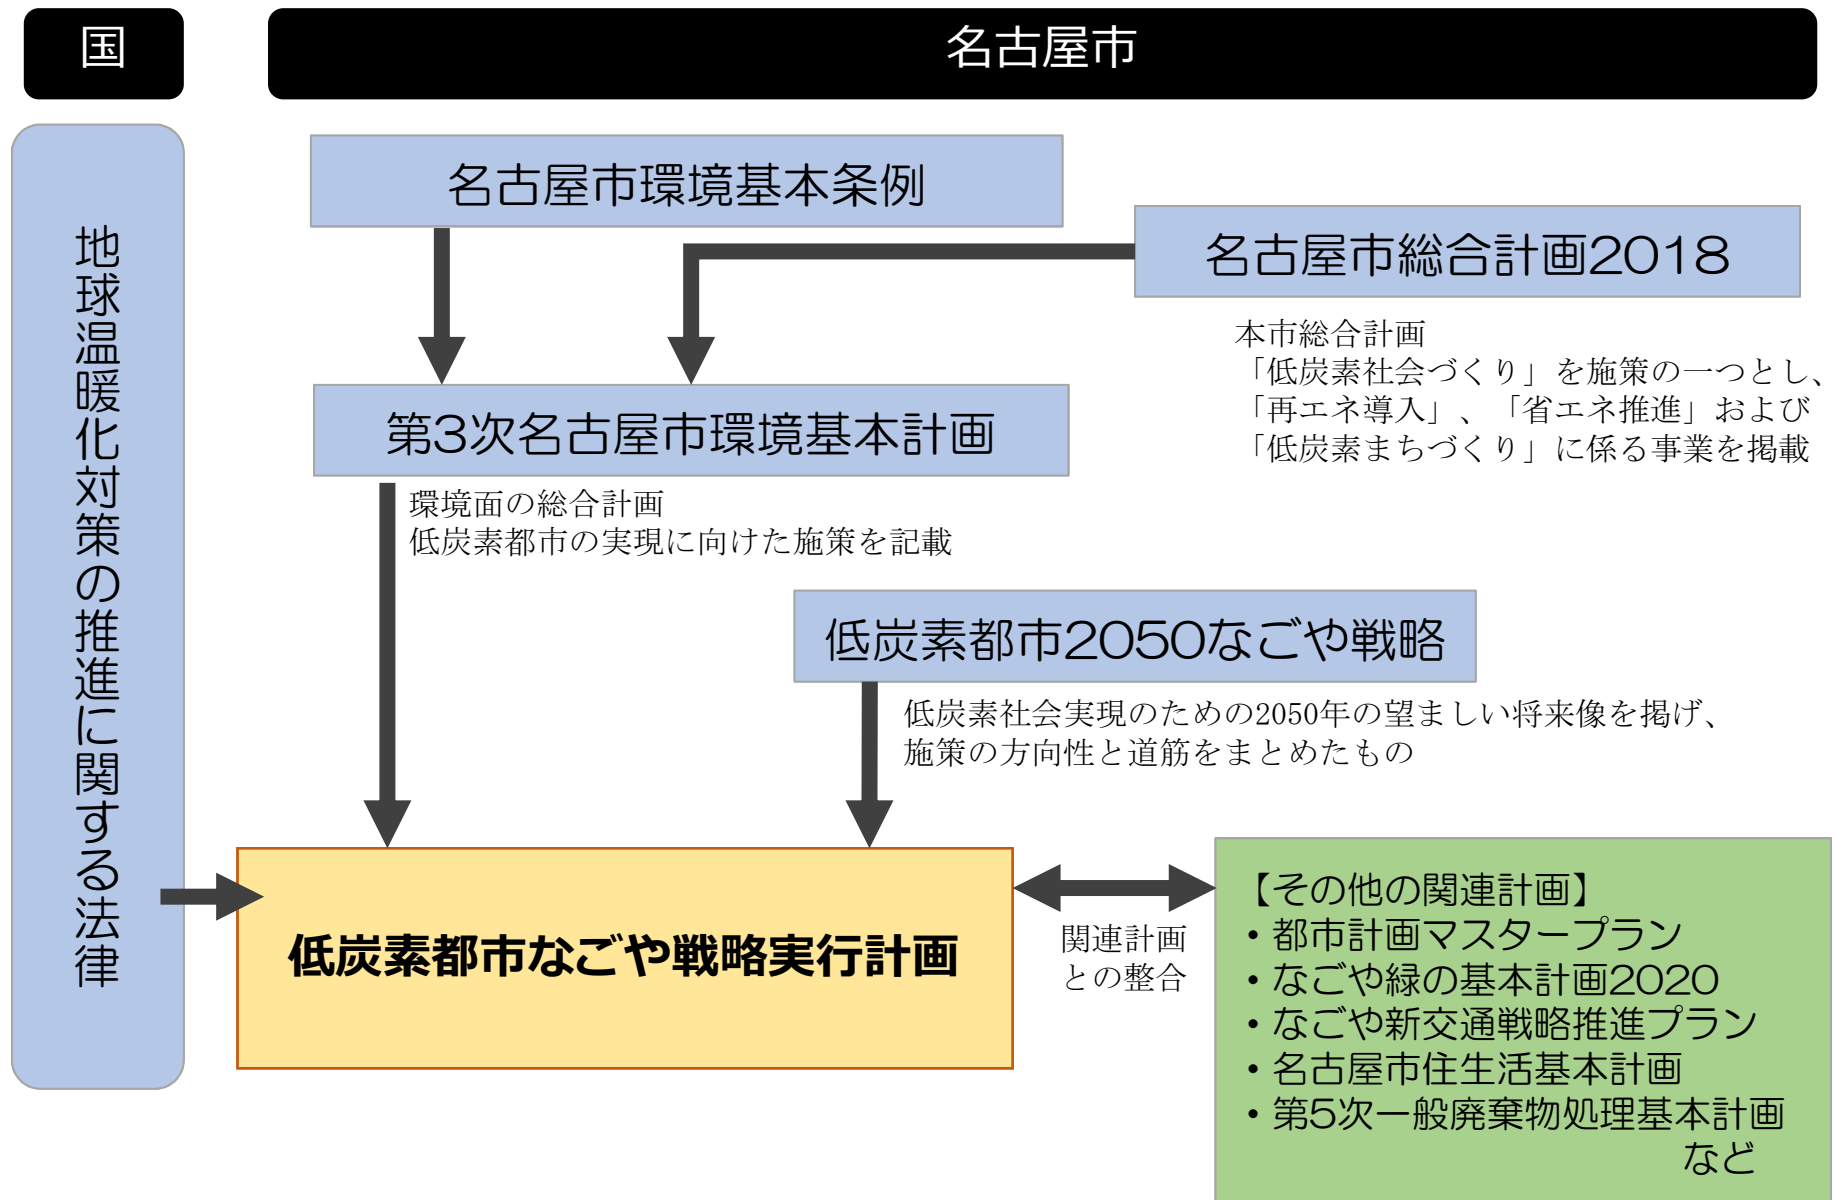 国
名古屋市
地球温暖化対策の推進に関する法律
名古屋市環境基本条例
名古屋市総合計画2018
本市総合計画
「低炭素社会づくり」を施策の一つとし、
「再エネ導入」、「省エネ推進」および
「低炭素まちづくり」に係る事業を掲載
第3次名古屋市環境基本計画
環境面の総合計画
低炭素都市の実現に向けた施策を記載
低炭素都市2050なごや戦略
低炭素社会実現のための2050年の望ましい将来像を掲げ、
施策の方向性と道筋をまとめたもの
低炭素都市なごや戦略実行計画
関連計画
との整合
【その他の関連計画】
・都市計画マスタープラン
・なごや緑の基本計画2020
・なごや新交通戦略推進プラン
・名古屋市住生活基本計画
・第5次一般廃棄物処理基本計画
など